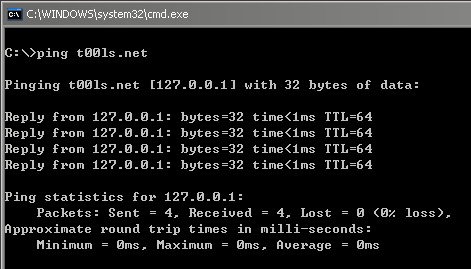 C:\WINDOWS\system32\cmd.exe
C:\>ping t00ls.net
Pinging t00ls.net [127.0.0.1] with 32 bytes of data:
Reply from 127.0.0.1: bytes=32 time<1ms TTL=64
Reply from 127.0.0.1: bytes=32 time<1ms TTL=64
Reply from 127.0.0.1: bytes=32 time<1ms TTL=64
Reply from 127.0.0.1: bytes=32 time<1ms TTL=64
Ping statistics for 127.0.0.1:
    Packets: Sent = 4, Received = 4, Lost = 0 (0% loss),
Approximate round trip times in milli-seconds:
    Minimum = 0ms, Maximum = 0ms, Average = 0ms